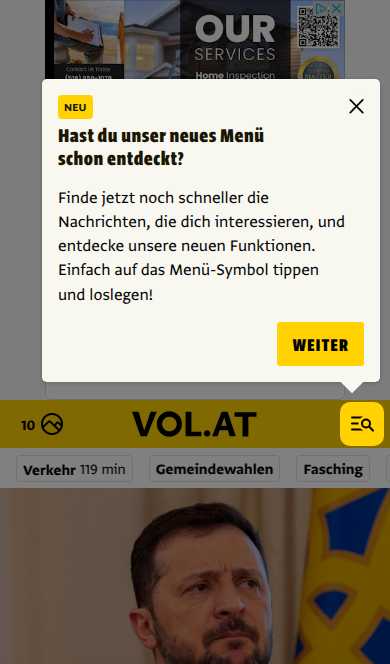 OUR
SERVICES
Home Inspection
NEU
Hast du unser neues Menü
schon entdeckt?
Finde jetzt noch schneller die
Nachrichten, die dich interessieren, und
entdecke unsere neuen Funktionen.
Einfach auf das Menü-Symbol tippen
und loslegen!
WEITER
10
VOL.AT
Verkehr 119 min
Gemeindewahlen
Fasching